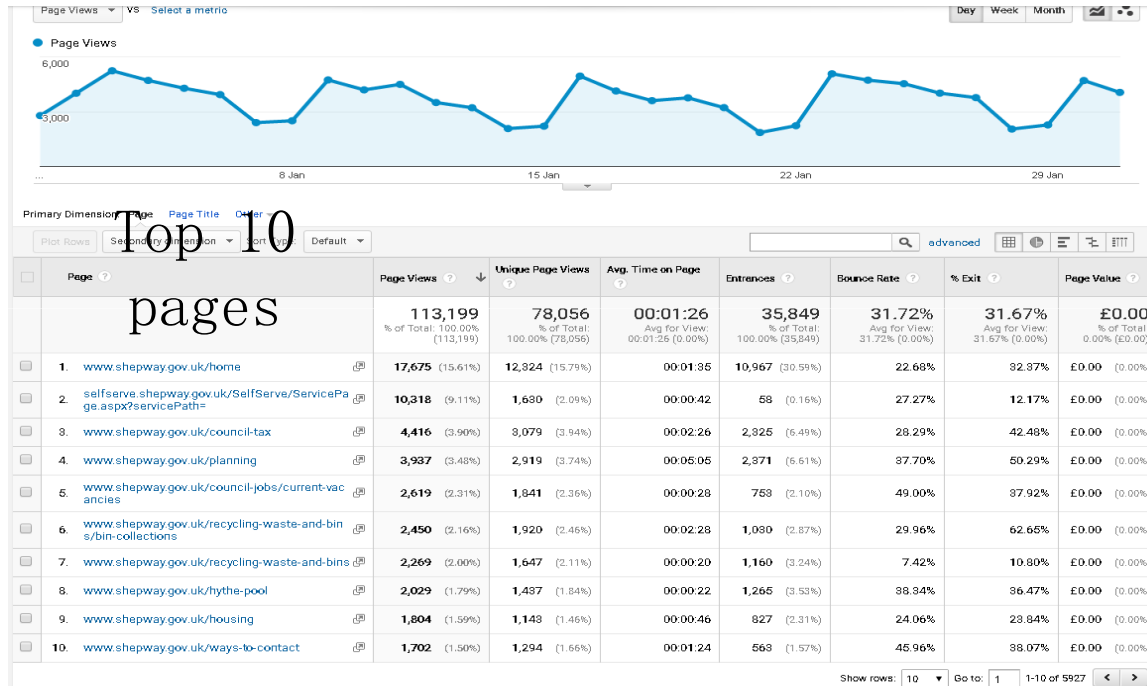 Page Views VS Select a metric Day Week Month
Page Views
6,000
3,000
... 8 Jan 15 Jan 22 Jan 29 Jan
Primary Dimension: Page Page Title Other
Top 10
pages
Plot Rows Secondary dimension Sort Type: Default advanced
Page Page Views Unique Page Views Avg. Time on Page Entrances Bounce Rate % Exit Page Value
113,199 78,056 00:01:26 35,849 31.72% 31.67% £0.00
% of Total: 100.00% % of Total: Avg for View: % of Total: Avg for View: Avg for View: % of Total
(113,199) 100.00% (78,056) 00:01:26 (0.00%) 100.00% (35,849) 31.72% (0.00%) 31.67% (0.00%) 0.00% (£0.00
1. www.shepway.gov.uk/home 17,675 (15.61%) 12,324 (15.79%) 00:01:35 10,967 (30.59%) 22.68% 32.37% £0.00 (0.00%
2. selfserve.shepway.gov.uk/SelfServe/ServicePa
ge.aspx?servicePath= 10,318 (9.11%) 1,630 (2.09%) 00:00:42 58 (0.16%) 27.27% 12.17% £0.00 (0.00%
3. www.shepway.gov.uk/council-tax 4,416 (3.90%) 3,079 (3.94%) 00:02:26 2,325 (6.49%) 28.29% 42.48% £0.00 (0.00%
4. www.shepway.gov.uk/planning 3,937 (3.48%) 2,919 (3.74%) 00:05:05 2,371 (6.61%) 37.70% 50.29% £0.00 (0.00%
5. www.shepway.gov.uk/council-jobs/current-vac
ancies 2,619 (2.31%) 1,841 (2.36%) 00:00:28 753 (2.10%) 49.00% 37.92% £0.00 (0.00%
6. www.shepway.gov.uk/recycling-waste-and-bin
s/bin-collections 2,450 (2.16%) 1,920 (2.46%) 00:02:28 1,030 (2.87%) 29.96% 62.65% £0.00 (0.00%
7. www.shepway.gov.uk/recycling-waste-and-bins 2,269 (2.00%) 1,647 (2.11%) 00:00:20 1,160 (3.24%) 7.42% 10.80% £0.00 (0.00%
8. www.shepway.gov.uk/hythe-pool 2,029 (1.79%) 1,437 (1.84%) 00:00:22 1,265 (3.53%) 38.34% 36.47% £0.00 (0.00%
9. www.shepway.gov.uk/housing 1,804 (1.59%) 1,143 (1.46%) 00:00:46 827 (2.31%) 24.06% 23.84% £0.00 (0.00%
10. www.shepway.gov.uk/ways-to-contact 1,702 (1.50%) 1,294 (1.66%) 00:01:24 563 (1.57%) 45.96% 38.07% £0.00 (0.00%
Show rows: 10 Go to: 1 1-10 of 5927